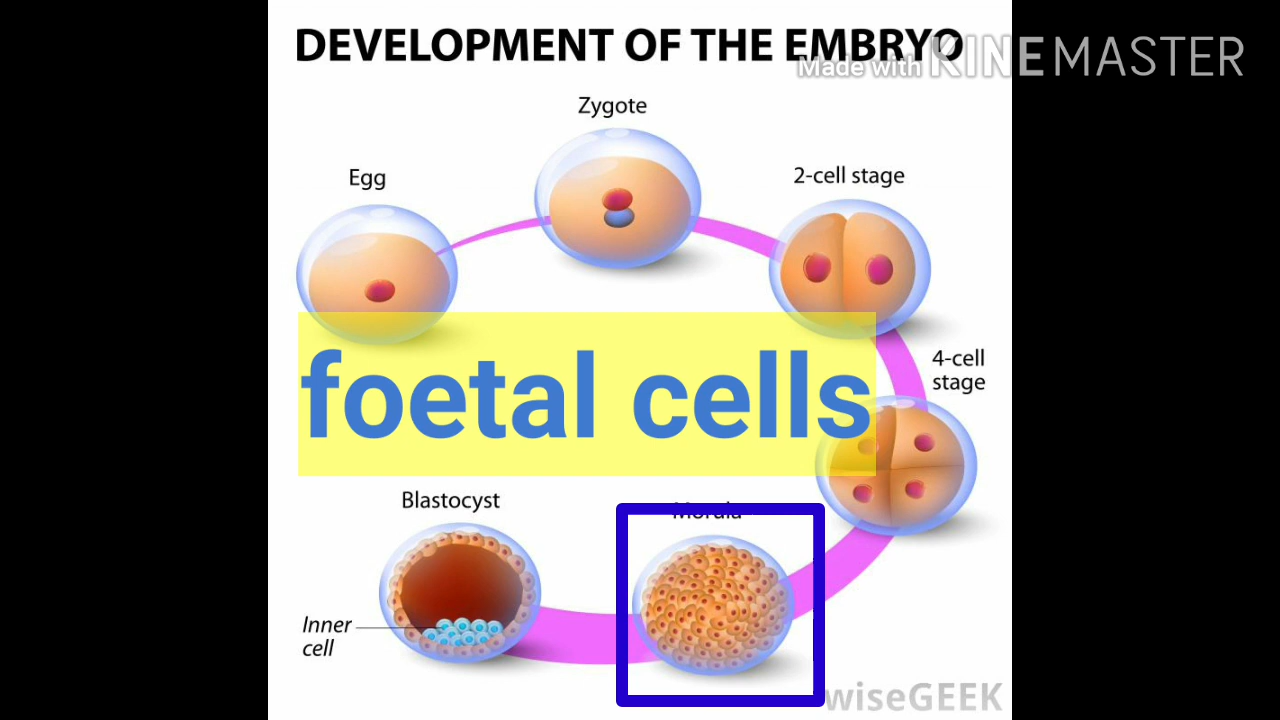 DEVELOPMENT OF THE EMBRYO
Made with KINEMASTER
Zygote
Egg
2-cell stage
4-cell
stage
foetal cells
Blastocyst
Morula
Inner
cell
wiseGEEK